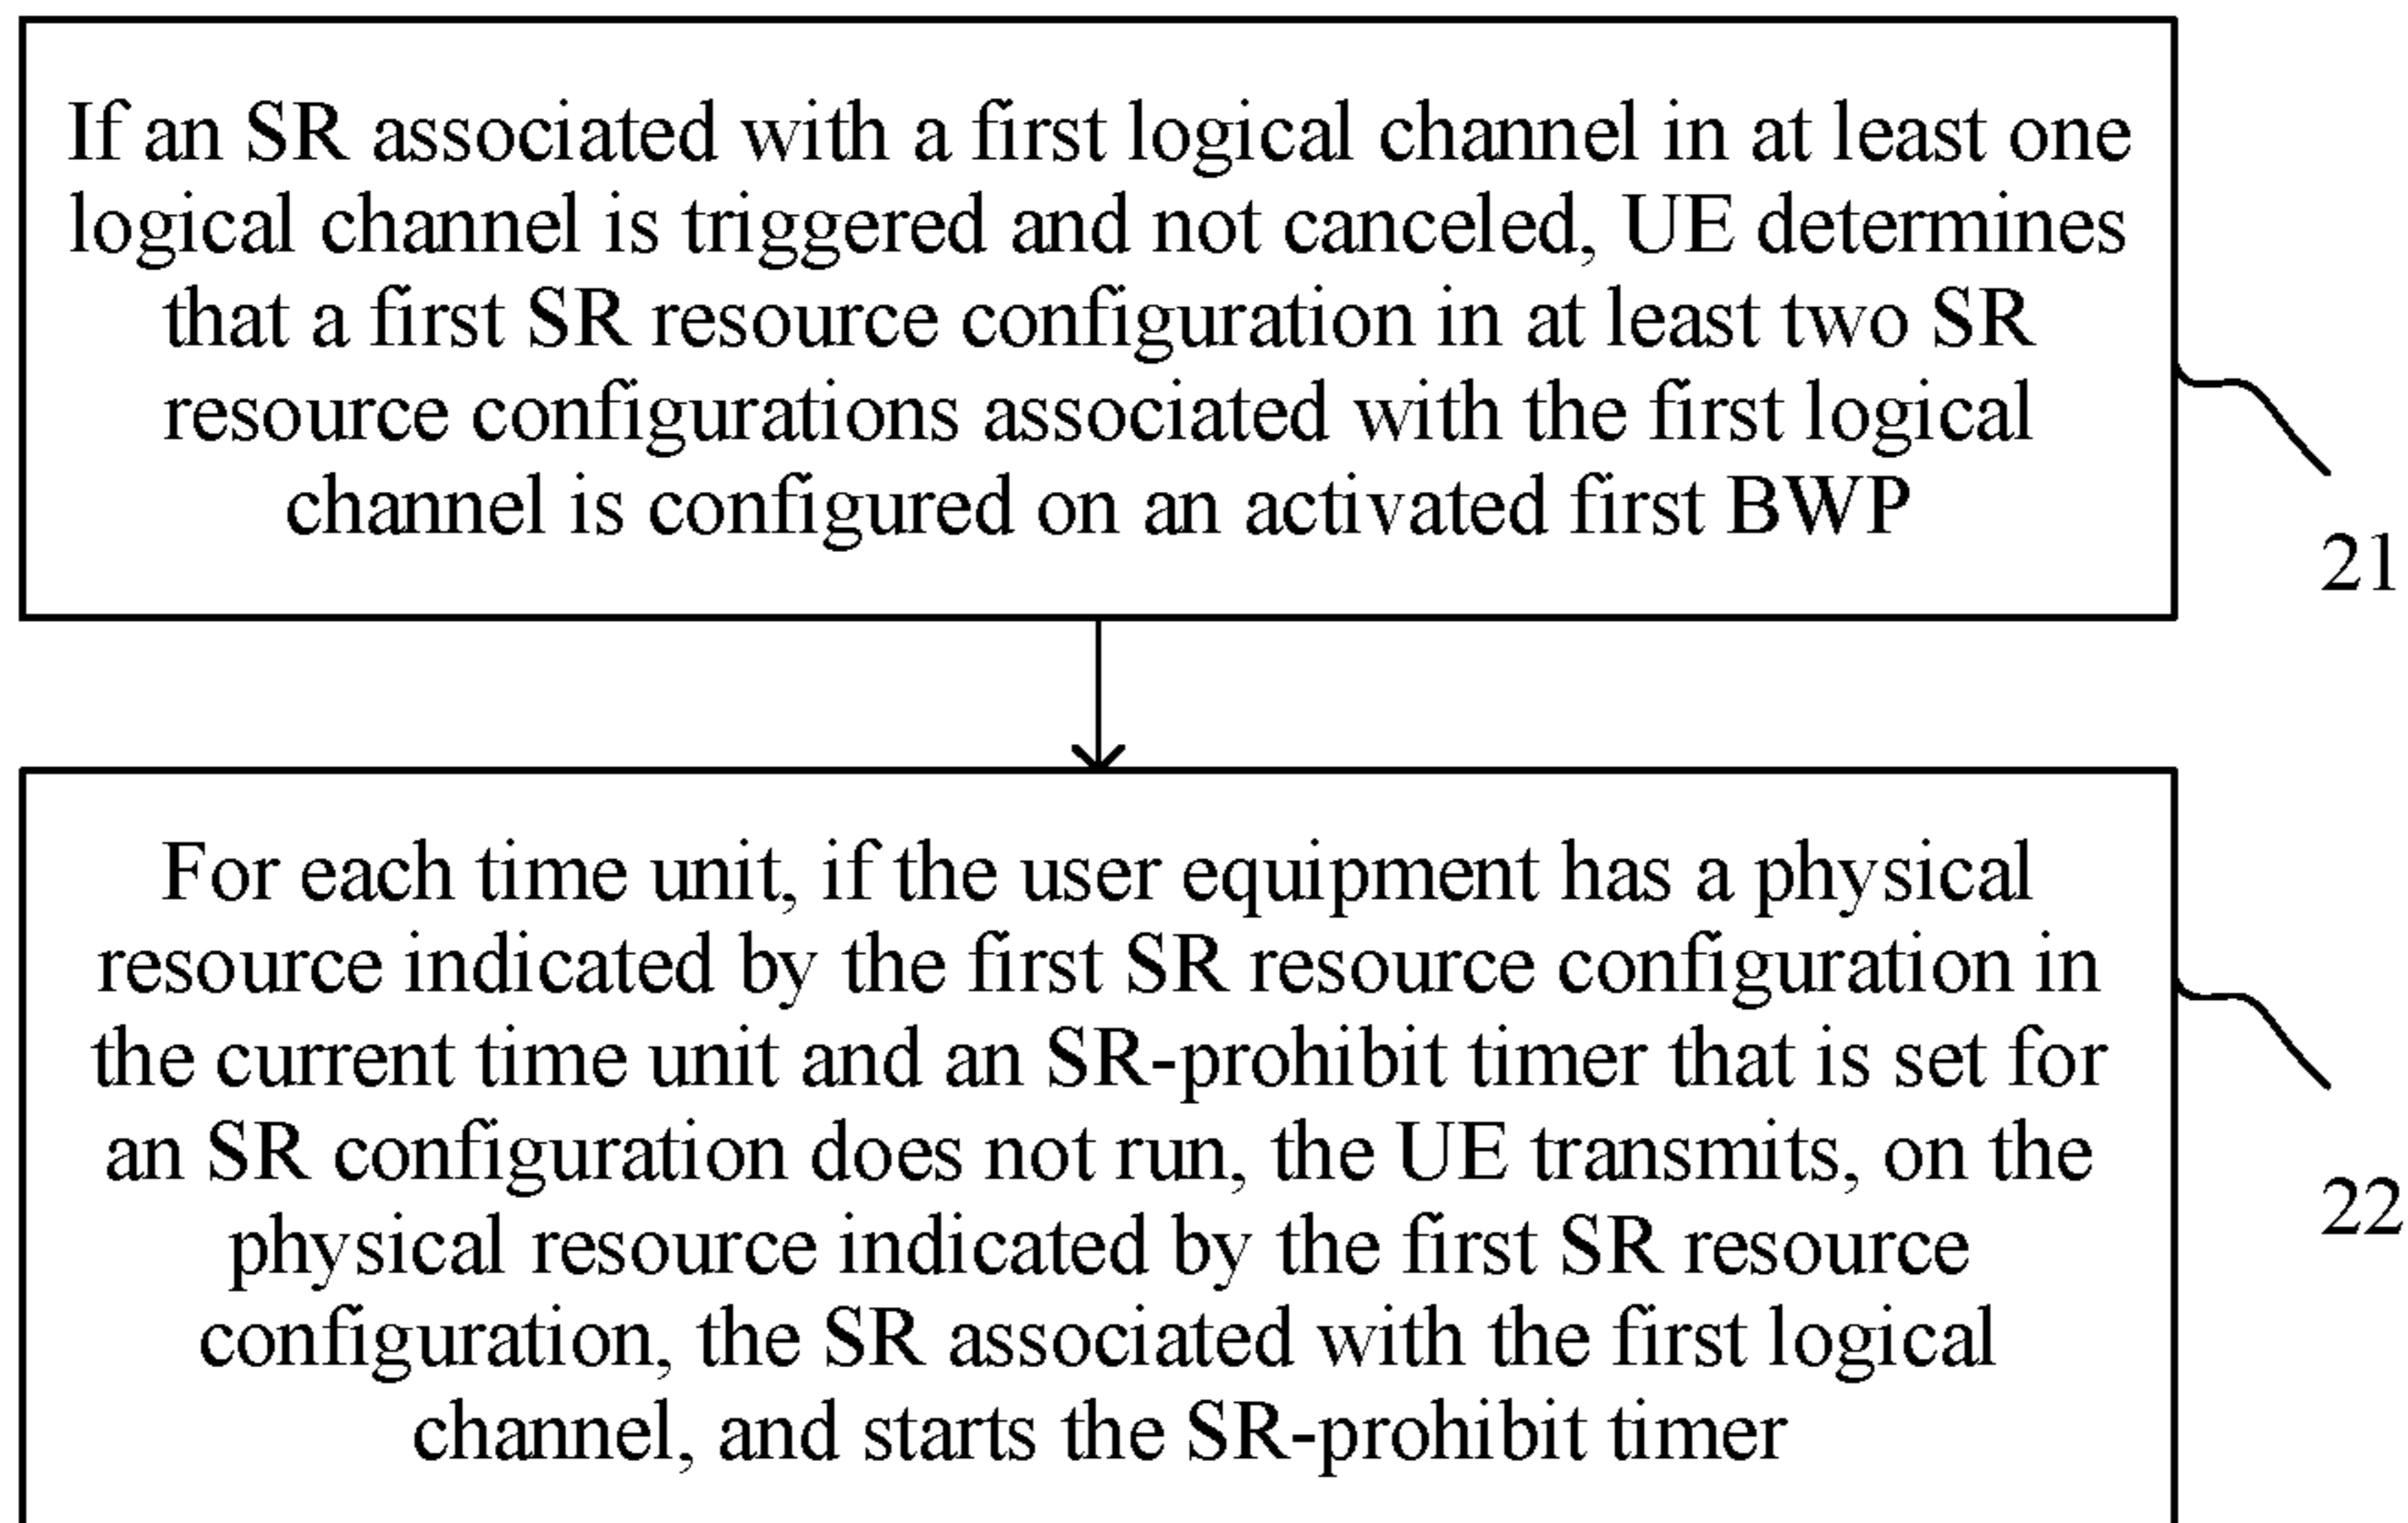 If an SR associated with a first logical channel in at least one
logical channel is triggered and not canceled, UE determines
that a first SR resource configuration in at least two SR
resource configurations associated with the first logical
channel is configured on an activated first BWP
21
For each time unit, if the user equipment has a physical
resource indicated by the first SR resource configuration in
the current time unit and an SR-prohibit timer that is set for
an SR configuration does not run, the UE transmits, on the
physical resource indicated by the first SR resource
configuration, the SR associated with the first logical
channel, and starts the SR-prohibit timer
22